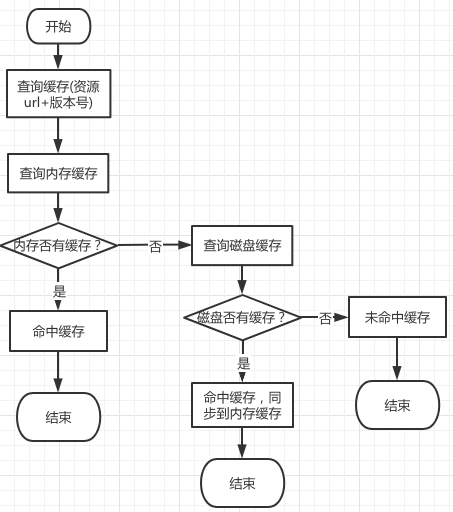 开始
查询缓存(资源
url+版本号)
查询内存缓存
内存否有缓存？
否
查询磁盘缓存
是
磁盘否有缓存？
否
未命中缓存
命中缓存
是
命中缓存，同
步到内存缓存
结束
结束
结束